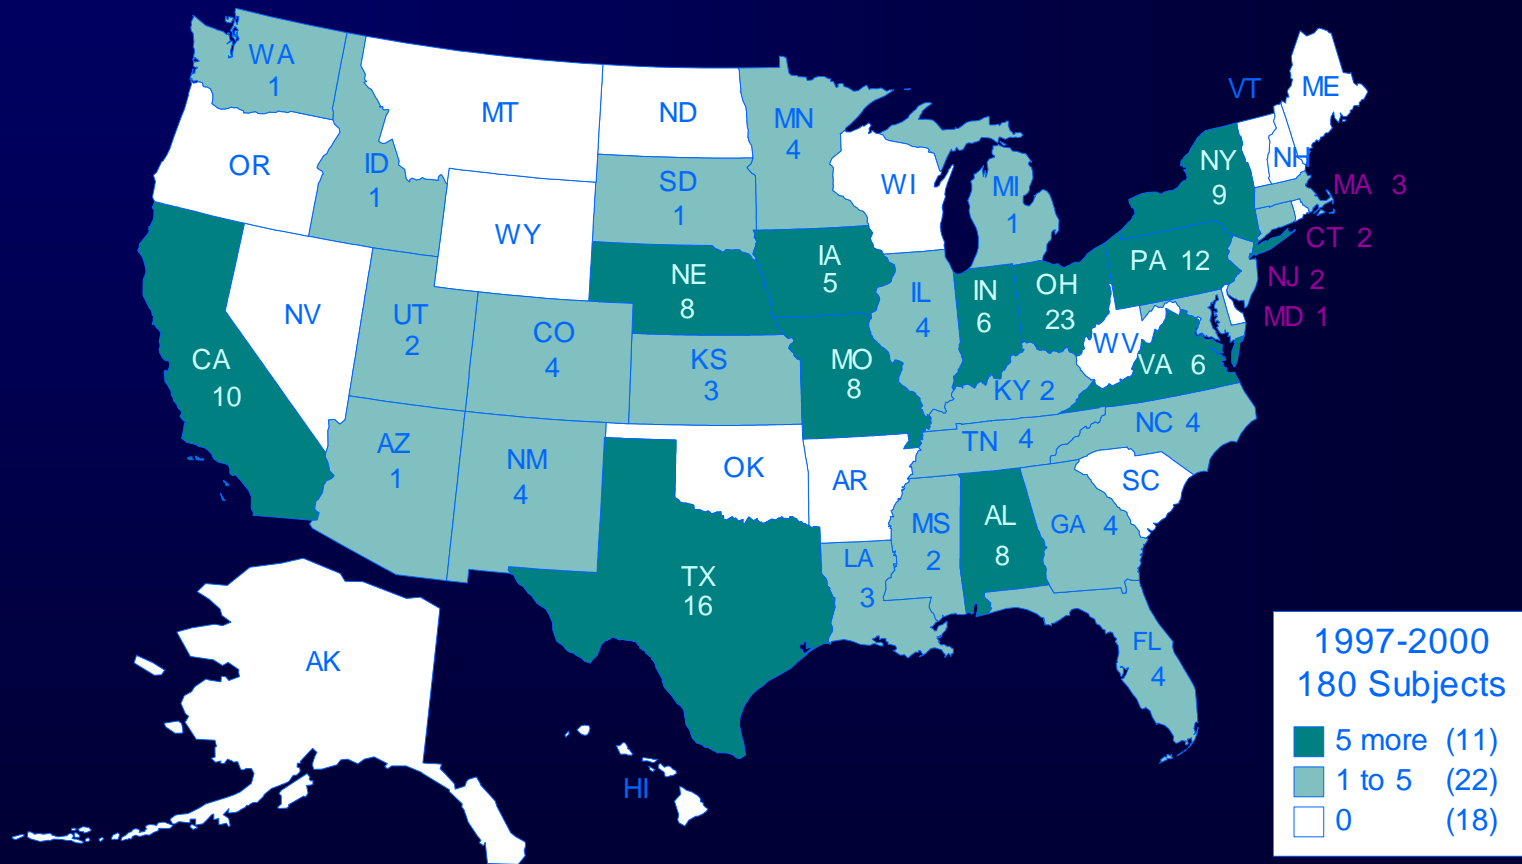 WA
1
MT
ND
MN
4
VT
ME
OR
ID
1
SD
1
WI
MI
1
NY
9
NH
MA 3
WY
CT 2
NE
8
IA
5
PA 12
NJ 2
NV
UT
2
CO
4
IL
4
IN
6
OH
23
MD 1
CA
10
KS
3
MO
8
WV
VA 6
KY 2
AZ
1
NM
4
OK
AR
TN 4
NC 4
SC
TX
16
LA
3
MS
2
AL
8
GA 4
AK
FL
4
HI
1997-2000
180 Subjects
5 more (11)
1 to 5 (22)
0 (18)